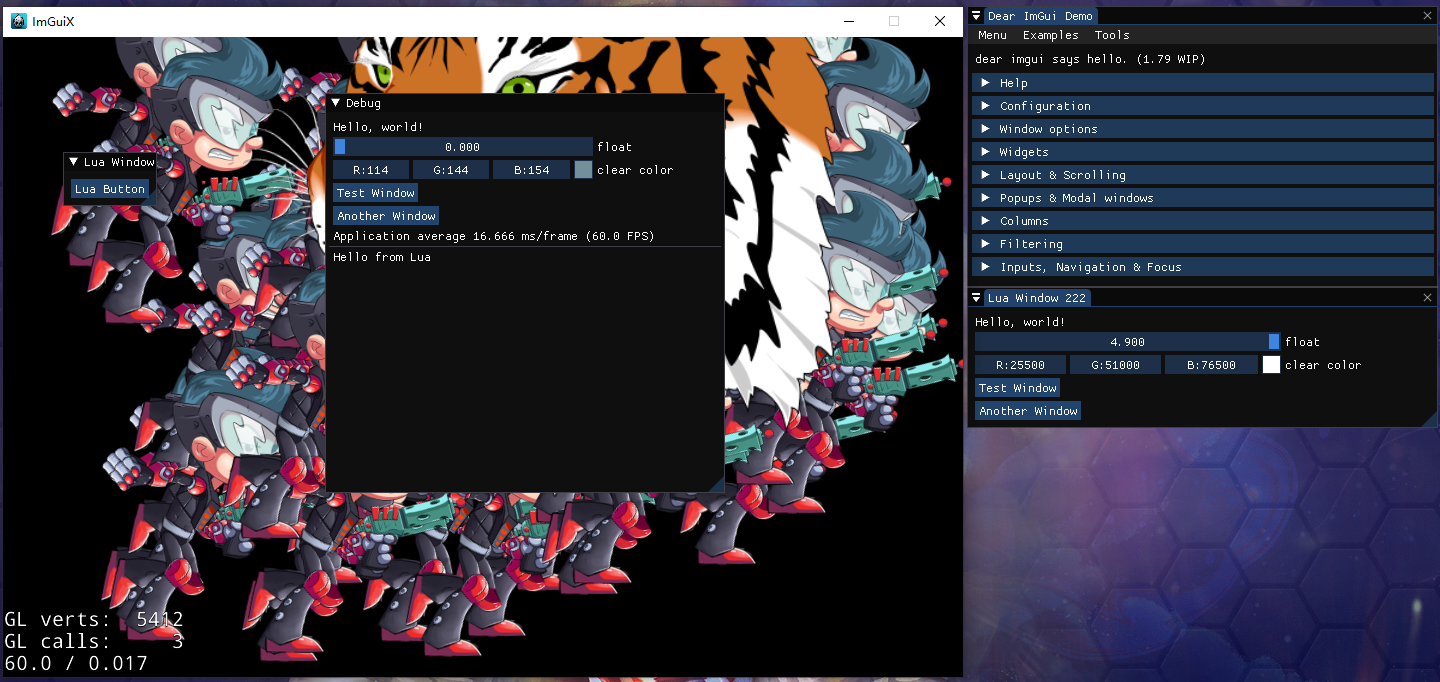 ImGuiX
Lua Window
Lua Button
Debug
Hello, world!
0.000 float
R:114 G:144 B:154 clear color
Test Window
Another Window
Application average 16.666 ms/frame (60.0 FPS)
Hello from Lua
GL verts: 5412
GL calls: 3
60.0 / 0.017
Dear ImGui Demo
Menu Examples Tools
dear imgui says hello. (1.79 WIP)
Help
Configuration
Window options
Widgets
Layout & Scrolling
Popups & Modal windows
Columns
Filtering
Inputs, Navigation & Focus
Lua Window 222
Hello, world!
4.900 float
R:25500 G:51000 B:76500 clear color
Test Window
Another Window